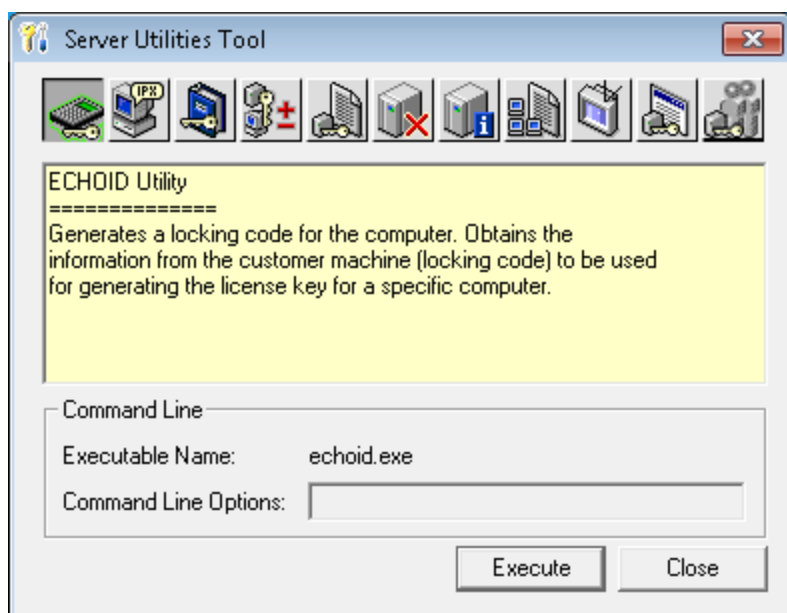 Server Utilities Tool
IPX
ECHOID Utility
==============
Generates a locking code for the computer. Obtains the
information from the customer machine (locking code) to be used
for generating the license key for a specific computer.
Command Line
Executable Name: echoid.exe
Command Line Options:
Execute Close